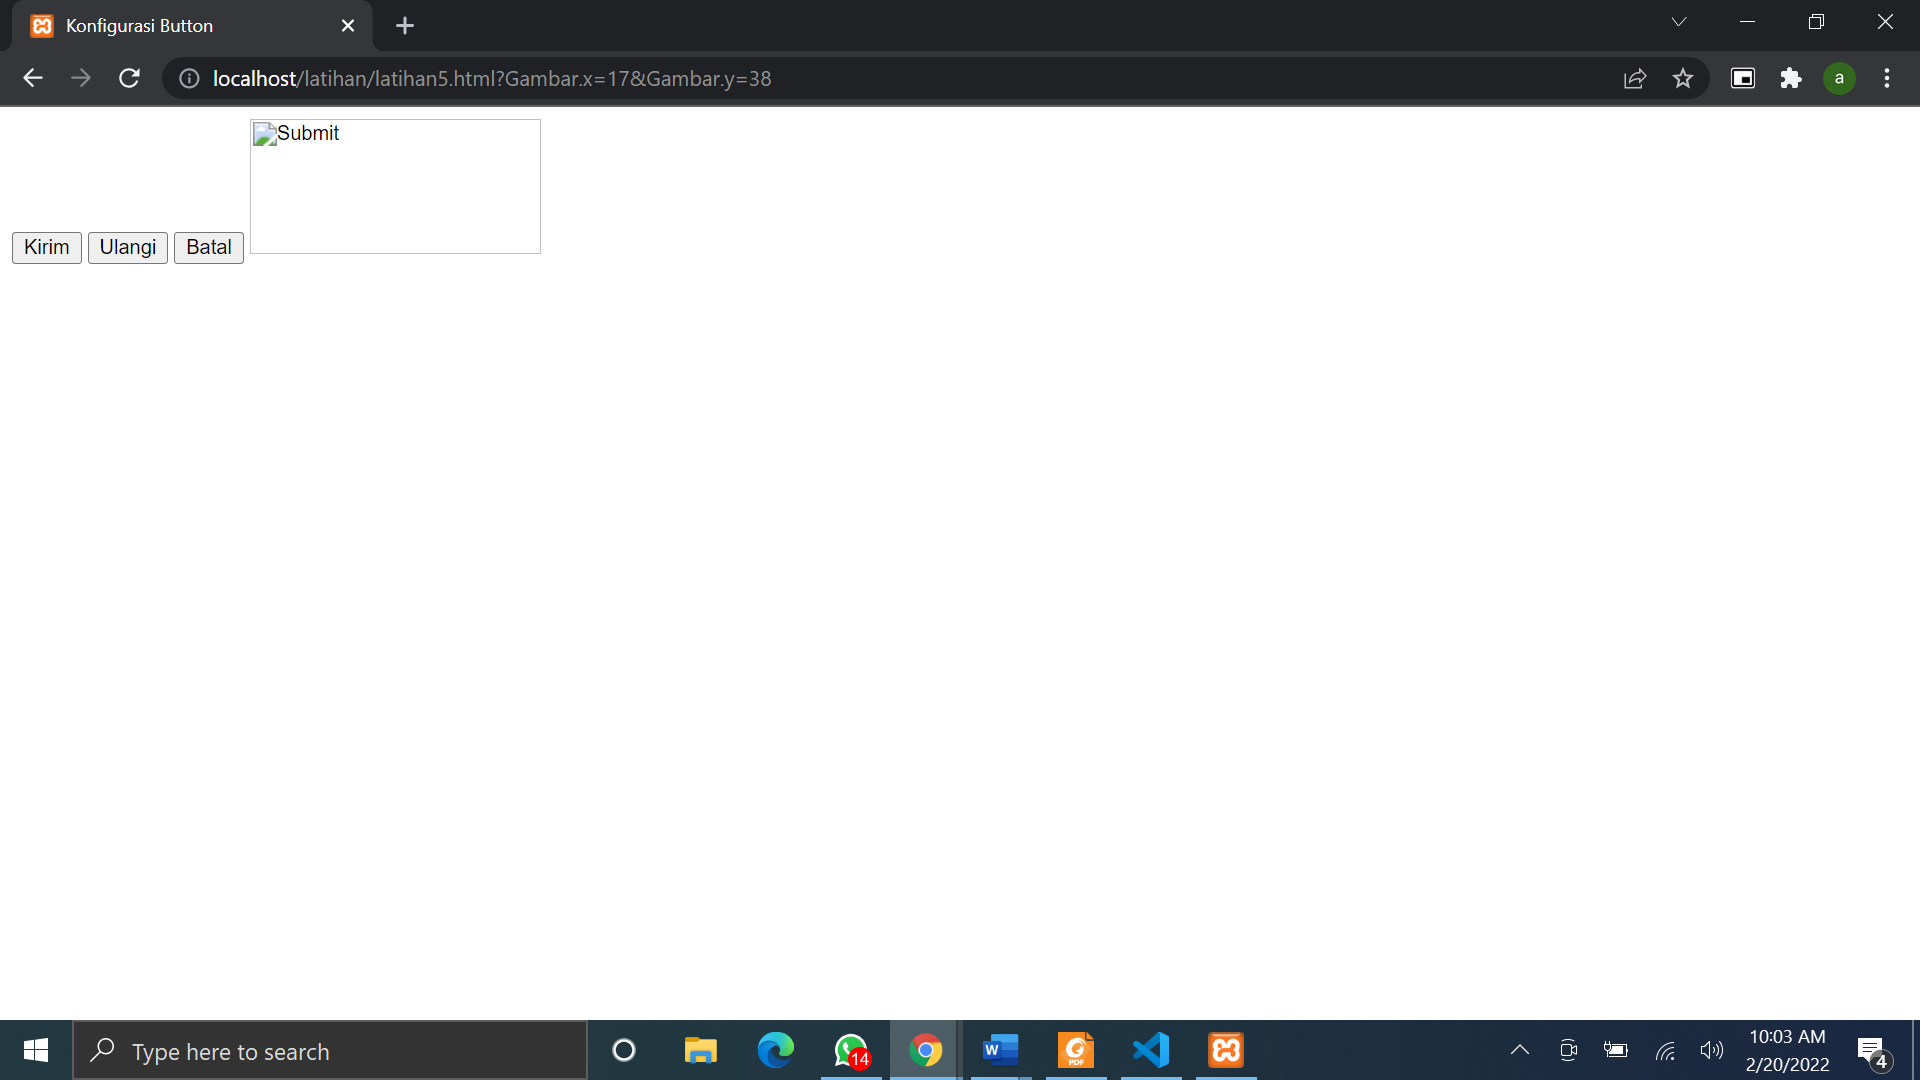 Konfigurasi Button
localhost/latihan/latihan5.html?Gambar.x=17&Gambar.y=38
a
Submit
Kirim Ulangi Batal
Type here to search
14
W
PDF
10:03 AM
2/20/2022
4